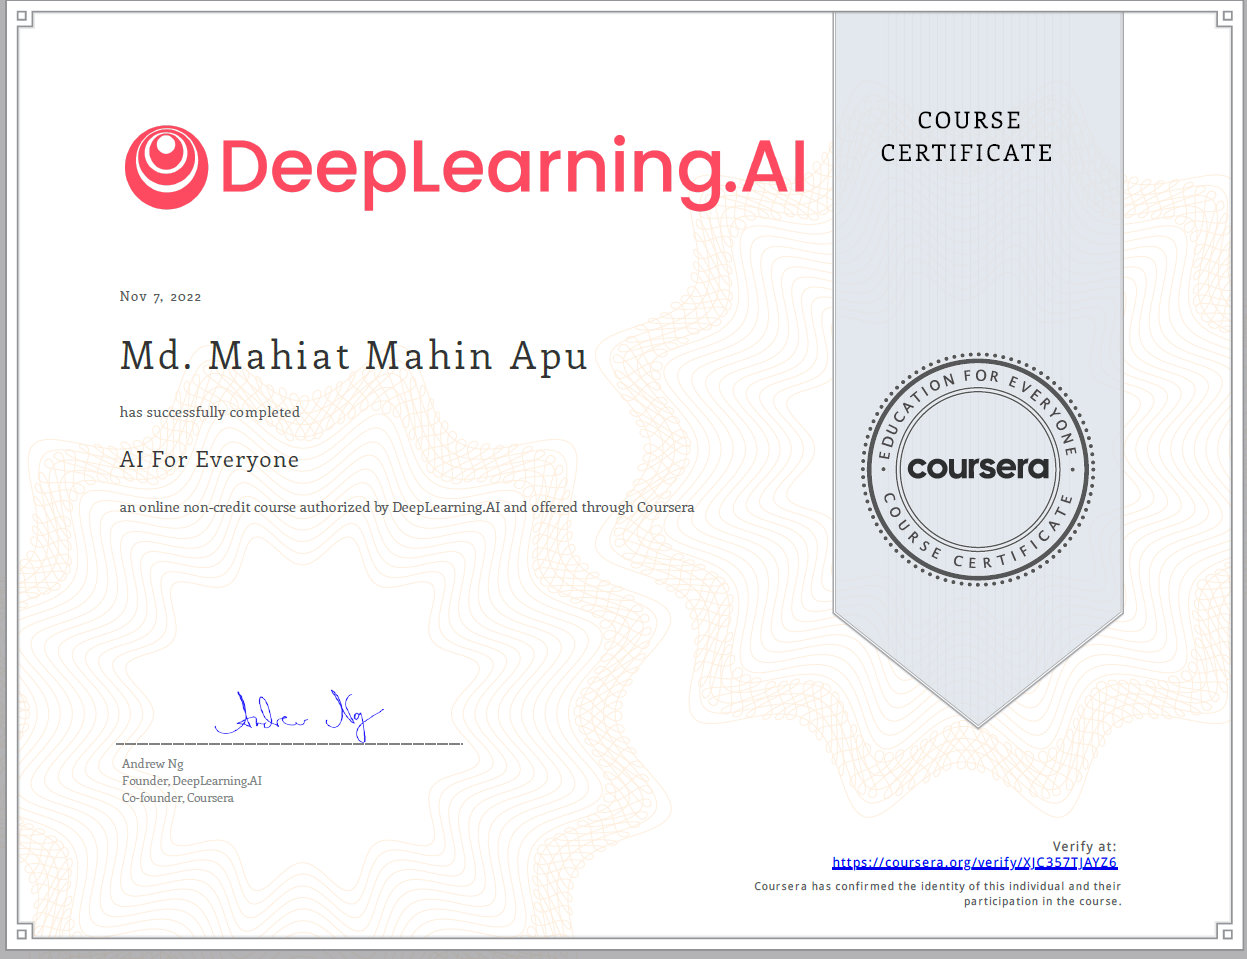 DeepLearning.AI
COURSE
CERTIFICATE
Nov 7, 2022
Md. Mahiat Mahin Apu
has successfully completed
AI For Everyone
an online non-credit course authorized by DeepLearning.AI and offered through Coursera
EDUCATION FOR EVERYONE
coursera
COURSE CERTIFICATE
Andrew Ng
Andrew Ng
Founder, DeepLearning.AI
Co-founder, Coursera
Verify at:
https://coursera.org/verify/XJC357TJAYZ6
Coursera has confirmed the identity of this individual and their
participation in the course.